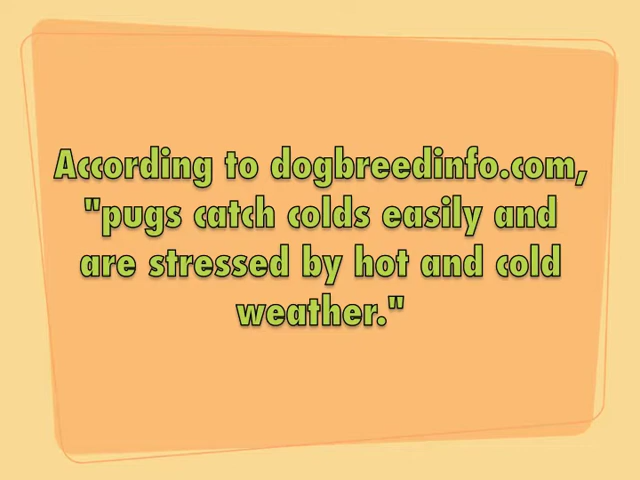 According to dogbreedinfo.com,
"pugs catch colds easily and
are stressed by hot and cold
weather."